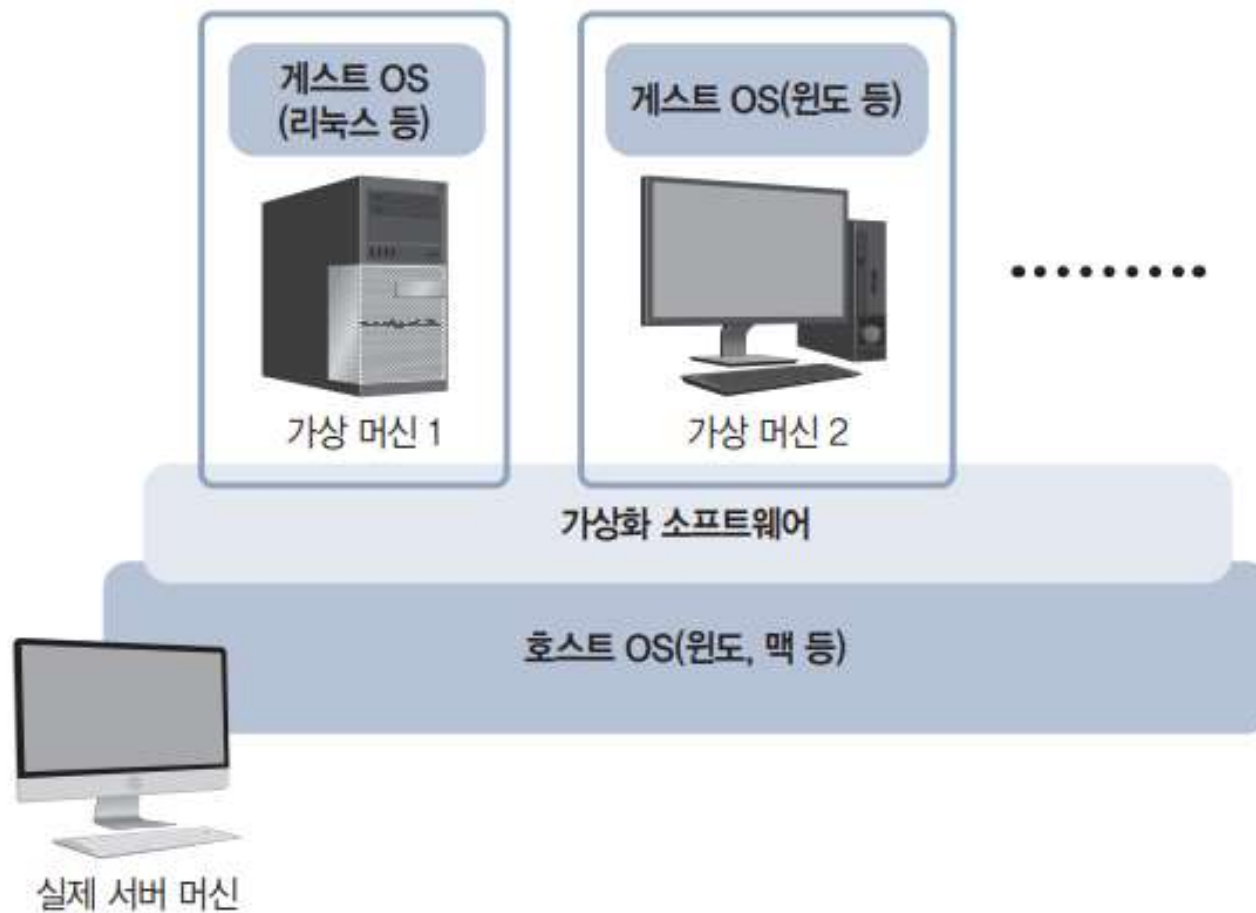 게스트 OS
(리눅스 등)
게스트 OS(윈도 등)
가상 머신 1
가상 머신 2
가상화 소프트웨어
호스트 OS(윈도, 맥 등)
실제 서버 머신